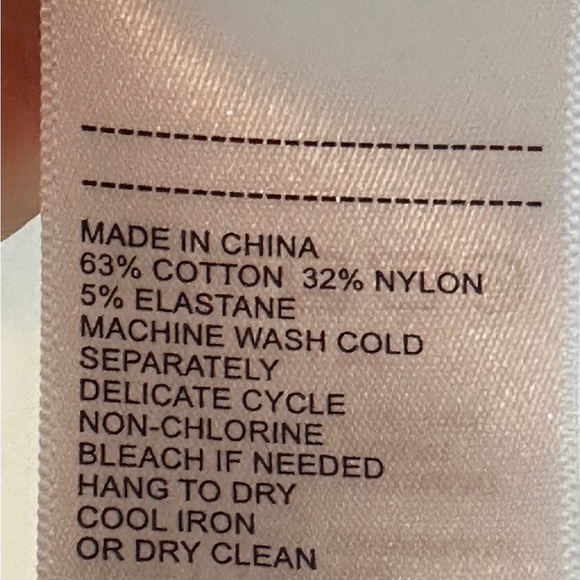 MADE IN CHINA
63% COTTON 32% NYLON
5% ELASTANE
MACHINE WASH COLD
SEPARATELY
DELICATE CYCLE
NON-CHLORINE
BLEACH IF NEEDED
HANG TO DRY
COOL IRON
OR DRY CLEAN